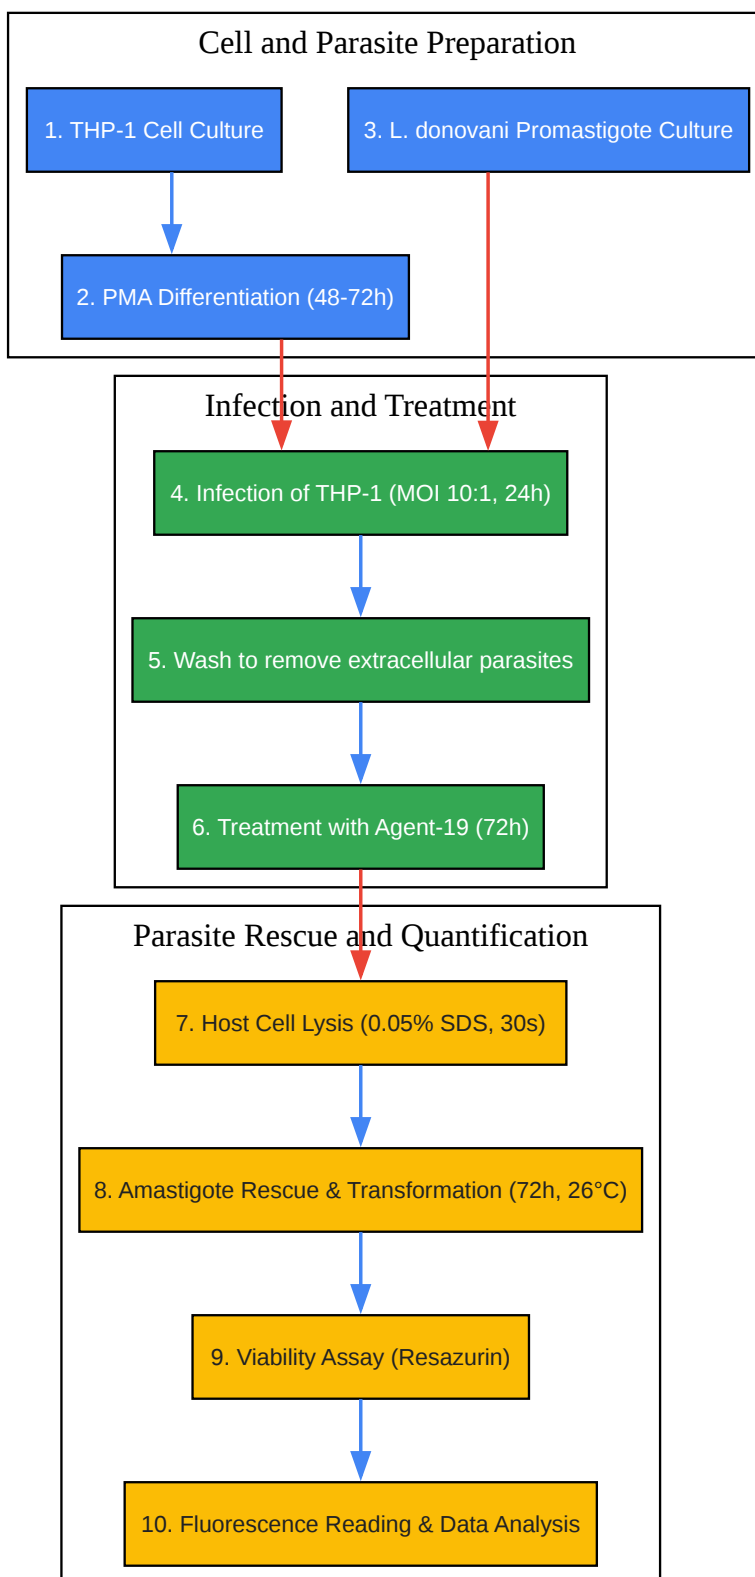 Cell and Parasite Preparation
1. THP-1 Cell Culture
3. L. donovani Promastigote Culture
2. PMA Differentiation (48-72h)
Infection and Treatment
4. Infection of THP-1 (MOI 10:1, 24h)
5. Wash to remove extracellular parasites
6. Treatment with Agent-19 (72h)
Parasite Rescue and Quantification
7. Host Cell Lysis (0.05% SDS, 30s)
8. Amastigote Rescue & Transformation (72h, 26°C)
9. Viability Assay (Resazurin)
10. Fluorescence Reading & Data Analysis